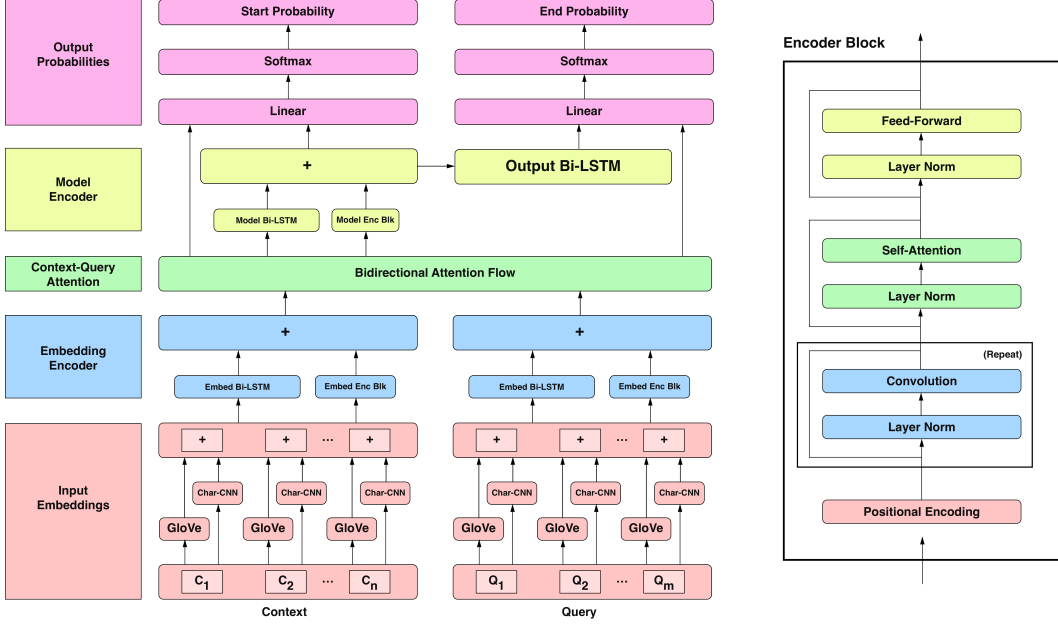 Output
Probabilities
Start Probability
End Probability
Softmax
Softmax
Linear
Linear
Model
Encoder
+
Output Bi-LSTM
Model Bi-LSTM
Model Enc Blk
Context-Query
Attention
Bidirectional Attention Flow
Embedding
Encoder
+
+
Embed Bi-LSTM
Embed Enc Blk
Embed Bi-LSTM
Embed Enc Blk
Input
Embeddings
+ + ... +
+ + ... +
Char-CNN Char-CNN Char-CNN
Char-CNN Char-CNN Char-CNN
GloVe GloVe GloVe
GloVe GloVe GloVe
C1 C2 ... Cn
Q1 Q2 ... Qm
Context
Query
Encoder Block
Feed-Forward
Layer Norm
Self-Attention
Layer Norm
(Repeat)
Convolution
Layer Norm
Positional Encoding